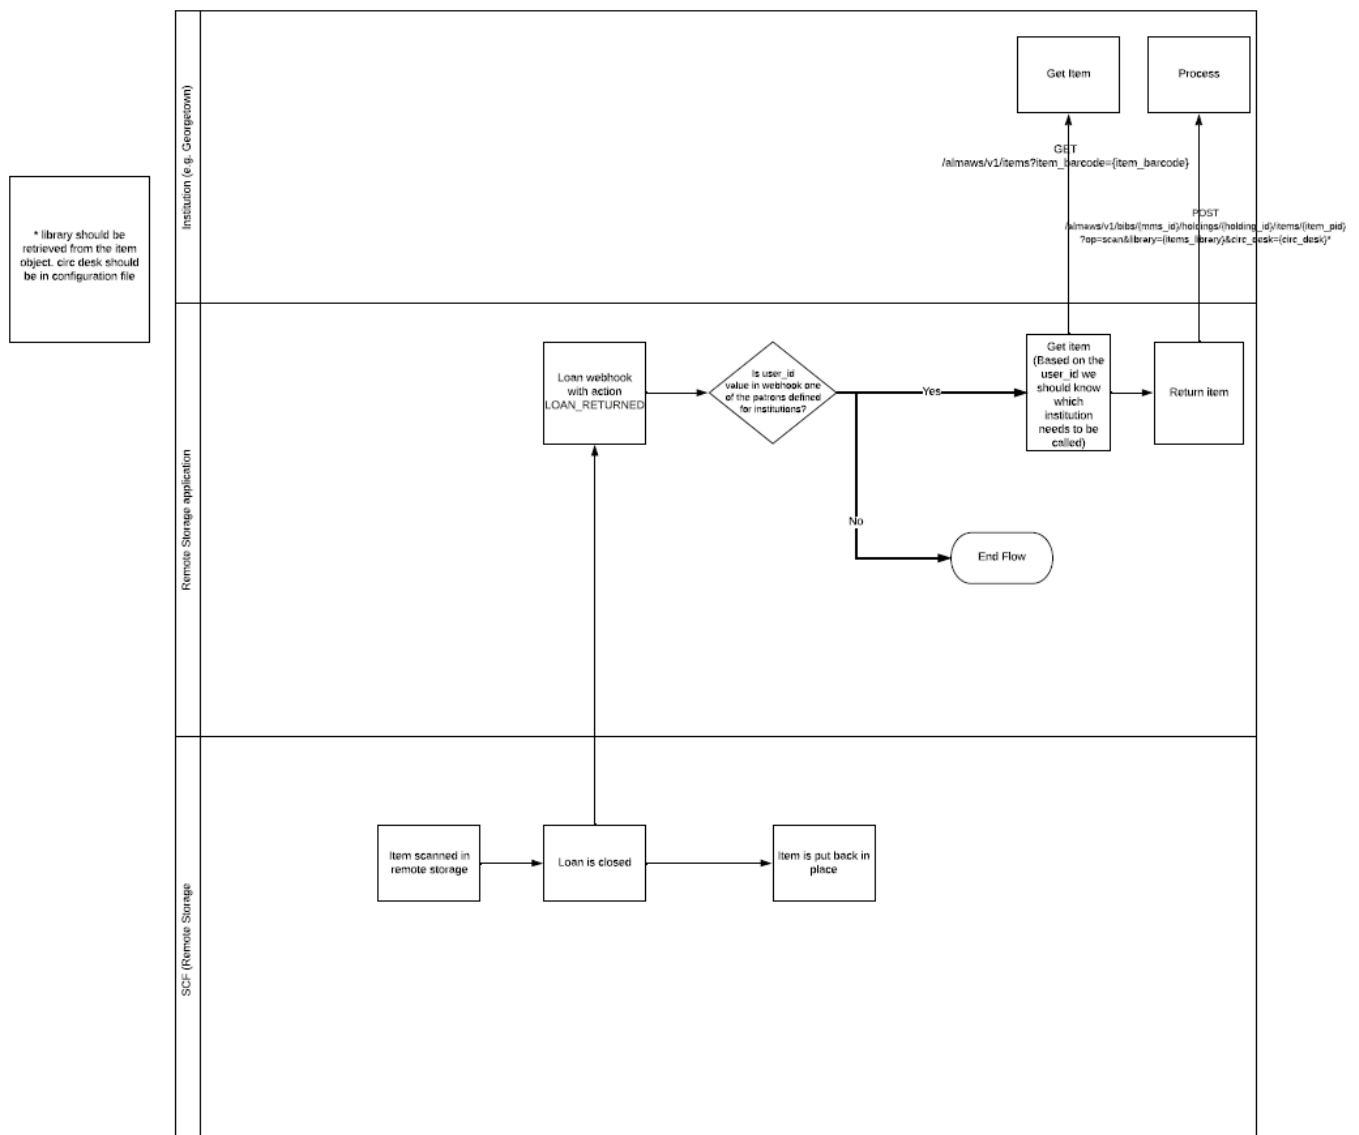 Institution (e.g. Georgetown)
Get Item
Process
GET
/almaws/v1/items?item_barcode={item_barcode}
POST
/almaws/v1/bibs/{mms_id}/holdings/{holding_id}/items/{item_pid}
?op=scan&library={items_library}&circ_desk={circ_desk}*
* library should be
retrieved from the item
object. circ desk should
be in configuration file
Remote Storage application
Loan webhook
with action
LOAN_RETURNED
Is user_id
value in webhook one
of the patrons defined
for institutions?
Yes
Get item
(Based on the
user_id we
should know
which
institution
needs to be
called)
Return item
No
End Flow
SCF (Remote Storage
Item scanned in
remote storage
Loan is closed
Item is put back in
place